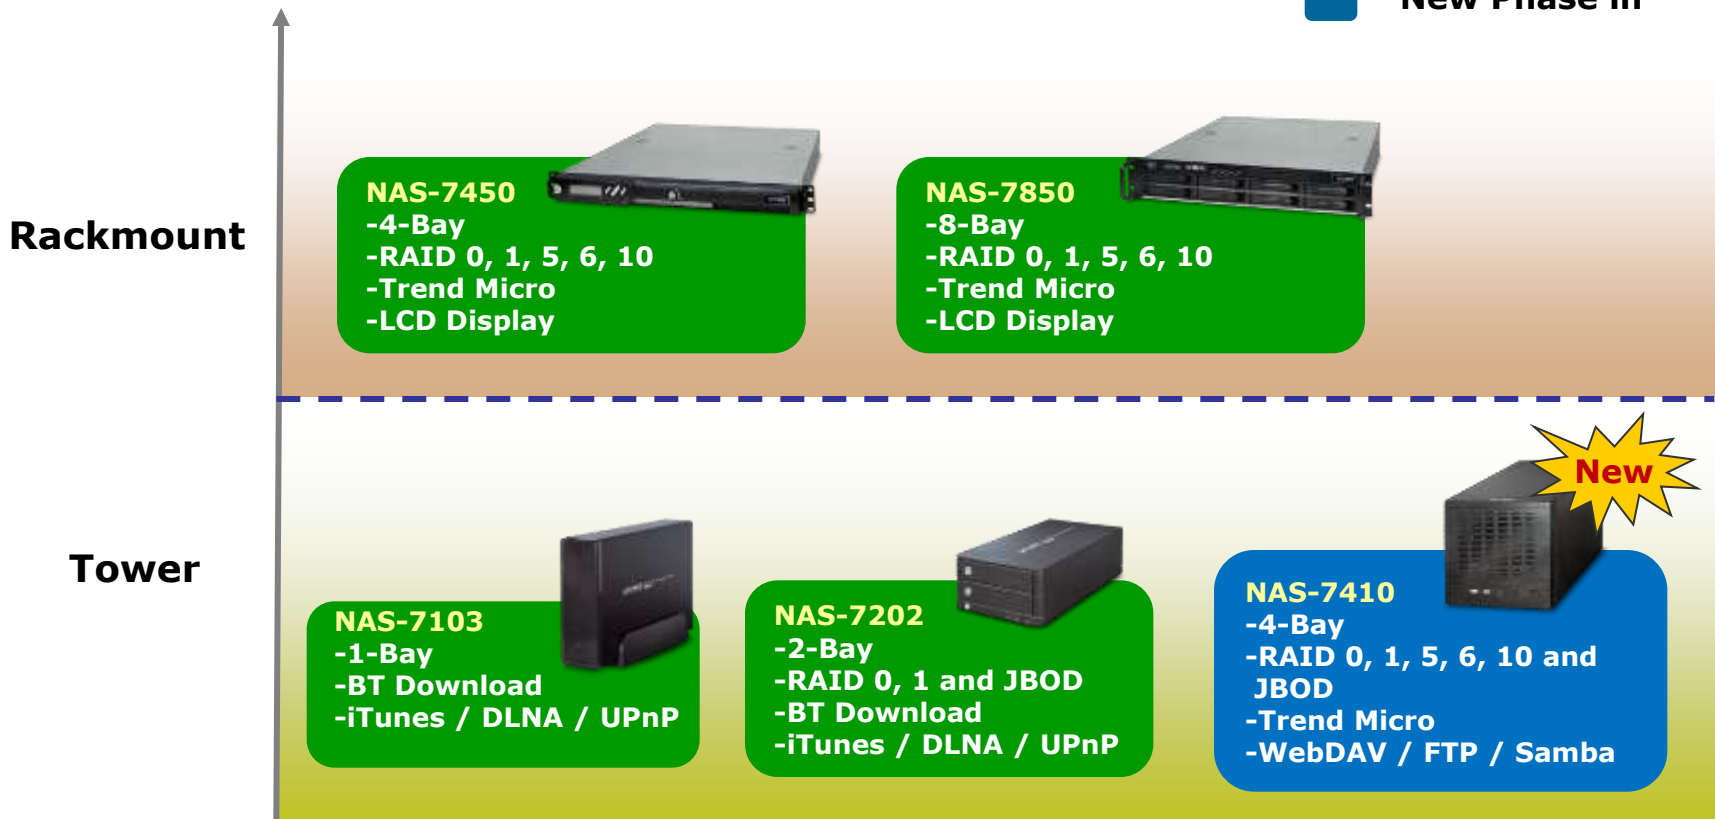 New Phase in
Rackmount
NAS-7450
-4-Bay
-RAID 0, 1, 5, 6, 10
-Trend Micro
-LCD Display
NAS-7850
-8-Bay
-RAID 0, 1, 5, 6, 10
-Trend Micro
-LCD Display
Tower
NAS-7103
-1-Bay
-BT Download
-iTunes / DLNA / UPnP
NAS-7202
-2-Bay
-RAID 0, 1 and JBOD
-BT Download
-iTunes / DLNA / UPnP
New
NAS-7410
-4-Bay
-RAID 0, 1, 5, 6, 10 and
JBOD
-Trend Micro
-WebDAV / FTP / Samba